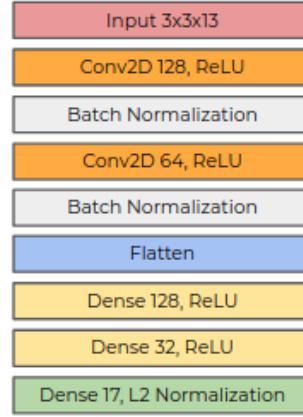 Input 3x3x13
Conv2D 128, ReLU
Batch Normalization
Conv2D 64, ReLU
Batch Normalization
Flatten
Dense 128, ReLU
Dense 32, ReLU
Dense 17, L2 Normalization